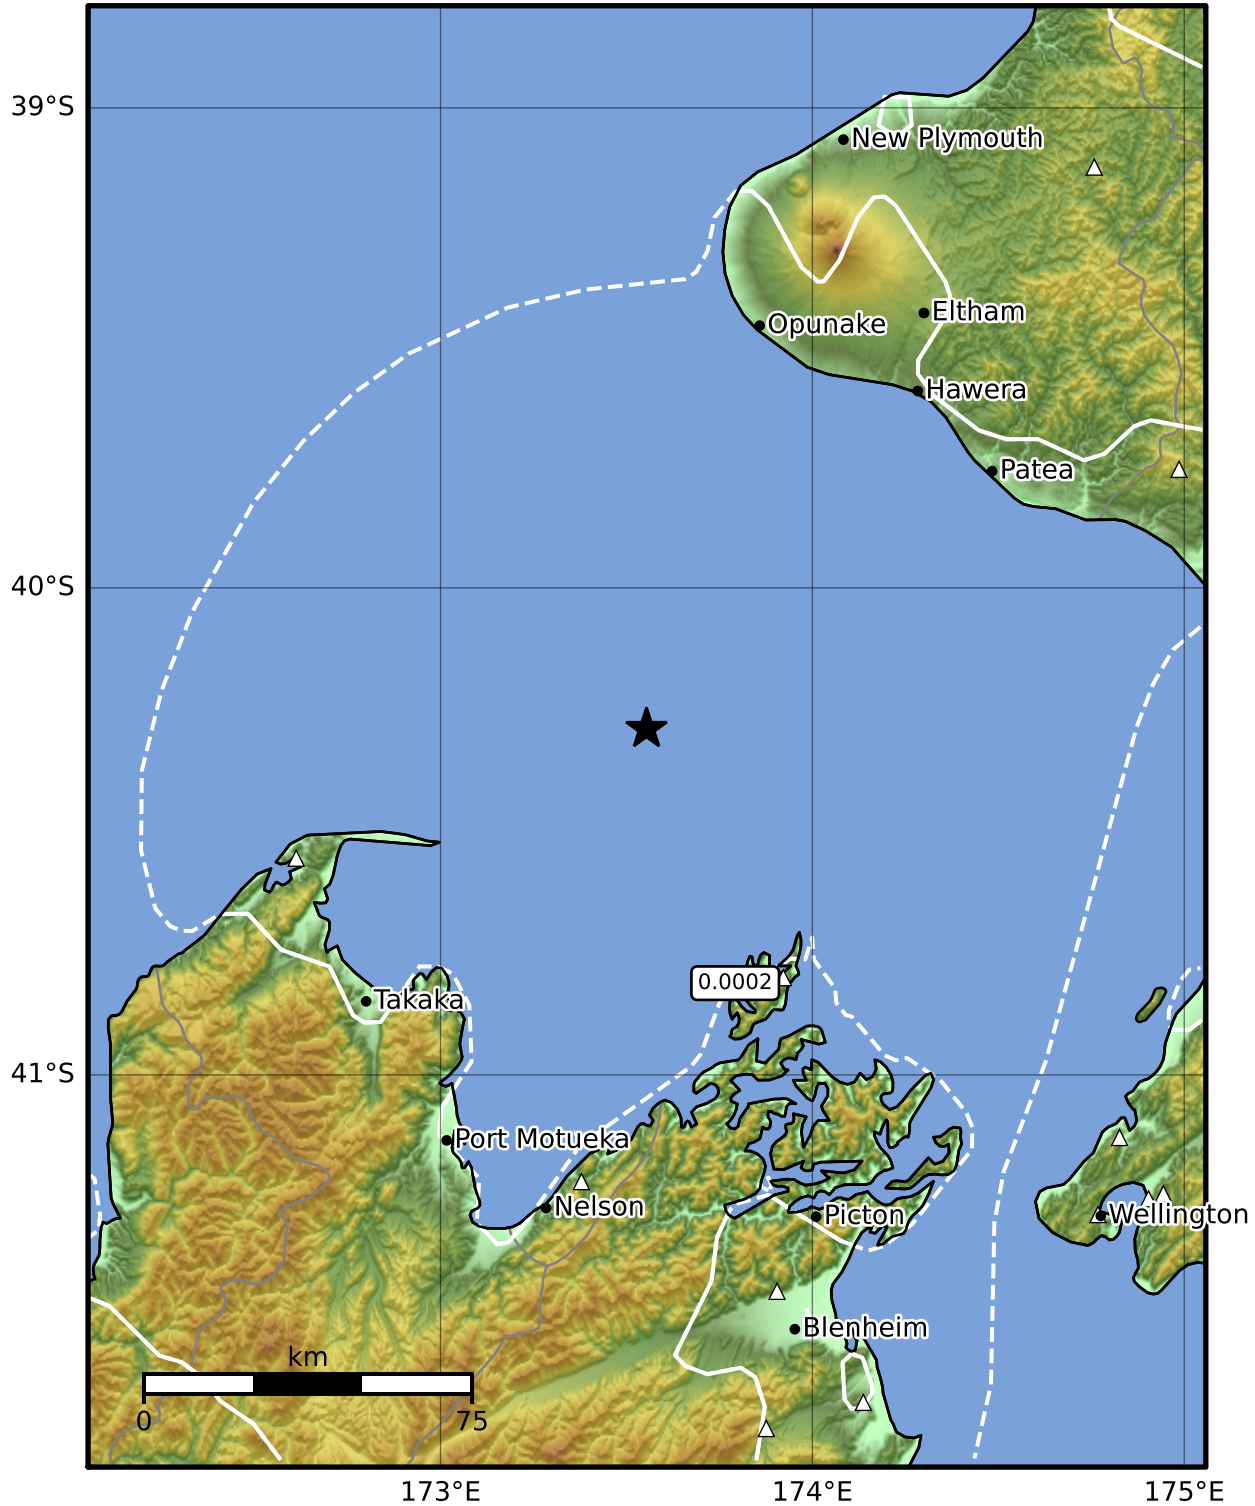 39°S
New Plymouth
Eltham
Opunake
Hawera
Patea
40°S
0.0002
Takaka
41°S
Port Motueka
Nelson
Picton
Wellington
Blenheim
km
0 75
173°E 174°E 175°E